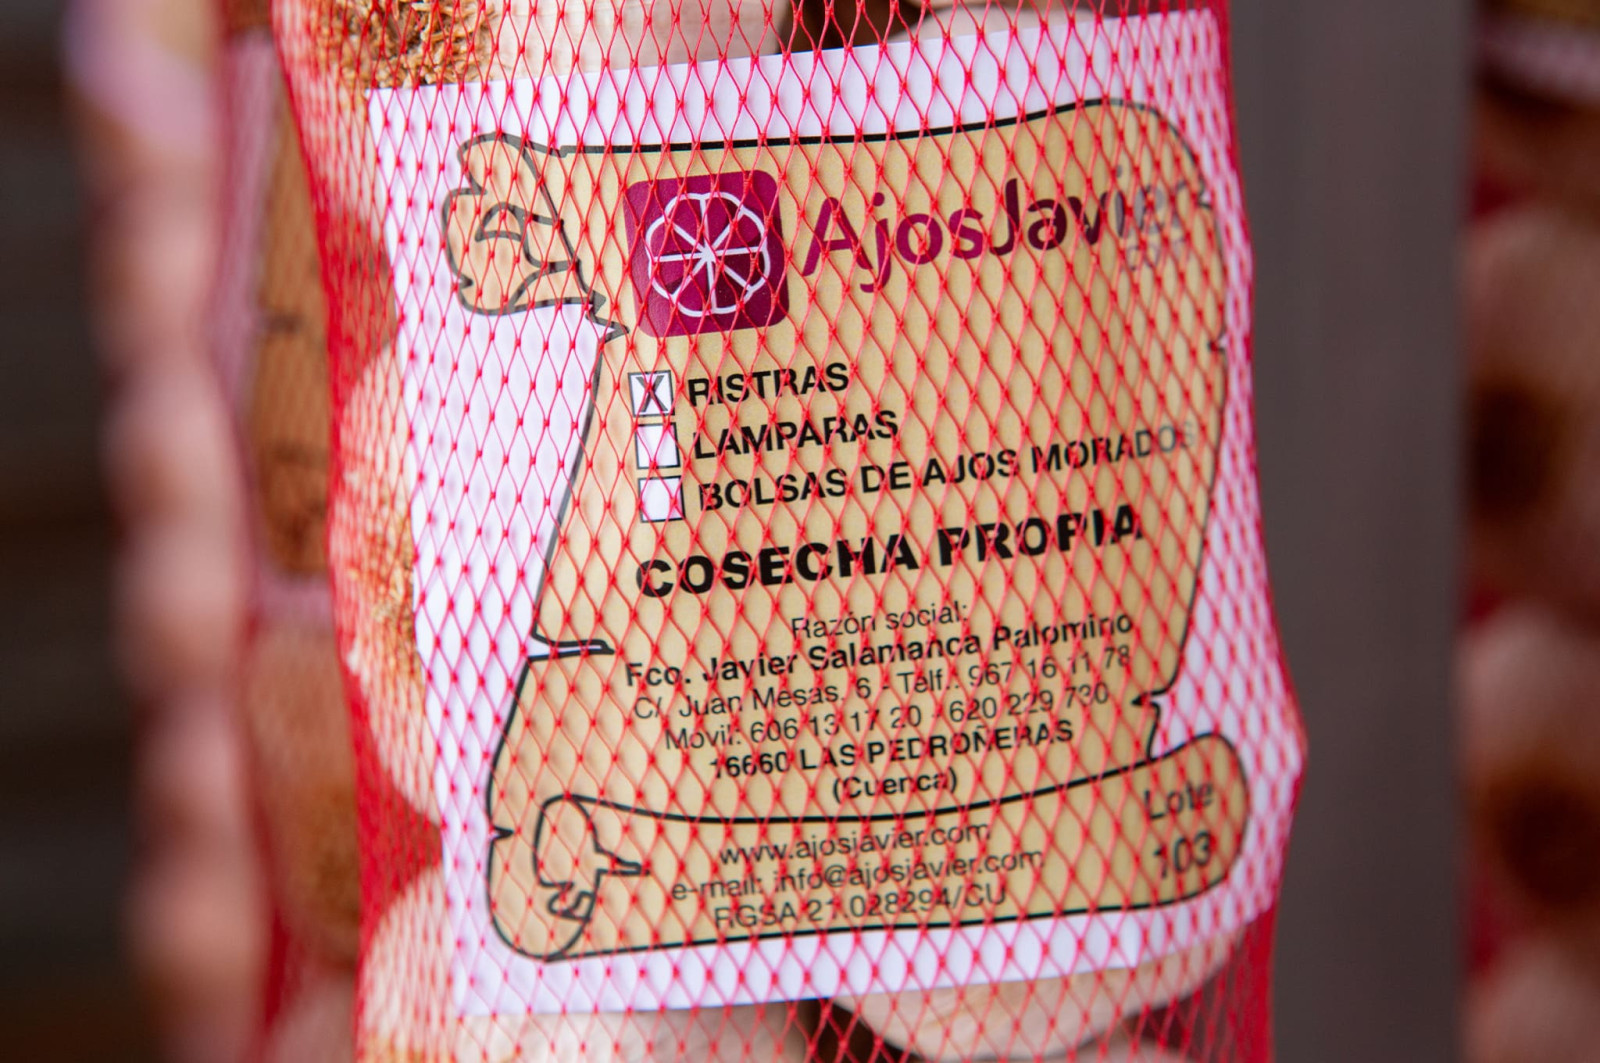 AjosJavier
.com
X RISTRAS
LAMPARAS
BOLSAS DE AJOS MORADOS
COSECHA PROPIA
Razón social:
Fco. Javier Salamanca Palomino
C/ Juan Mesas, 6 - Telf.: 967 16 11 78
Móvil: 606 13 17 20 - 620 229 730
16660 LAS PEDROÑERAS
(Cuenca)
www.ajosjavier.com
e-mail: info@ajosjavier.com
RGSA 21.028294/CU
Lote
103